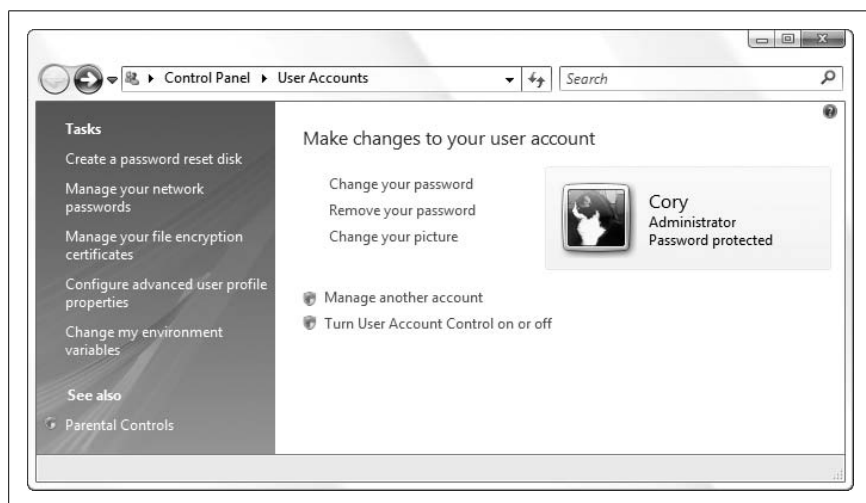 Control Panel
User Accounts
Search
Tasks
Create a password reset disk
Manage your network
passwords
Manage your file encryption
certificates
Configure advanced user profile
properties
Change my environment
variables
See also
Parental Controls
Make changes to your user account
Change your password
Remove your password
Change your picture
Manage another account
Turn User Account Control on or off
Cory
Administrator
Password protected